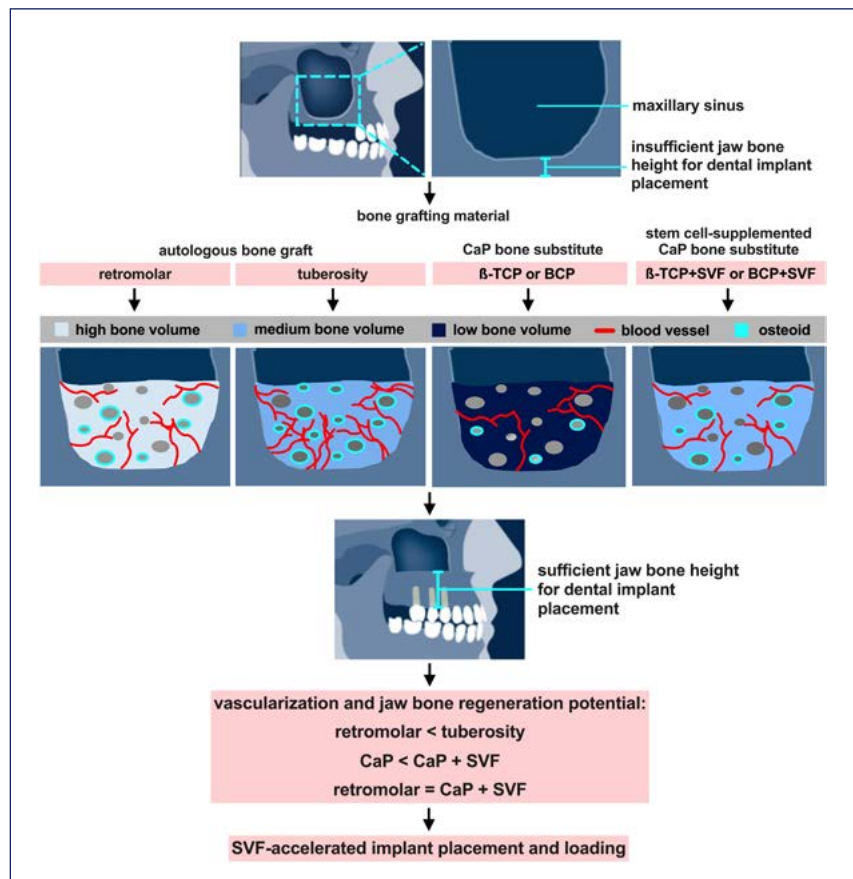 maxillary sinus
insufficient jaw bone
height for dental implant
placement
bone grafting material
autologous bone graft
CaP bone substitute
stem cell-supplemented
CaP bone substitute
retromolar
tuberosity
ß-TCP or BCP
ß-TCP+SVF or BCP+SVF
high bone volume
medium bone volume
low bone volume
blood vessel
osteoid
sufficient jaw bone height
for dental implant
placement
vascularization and jaw bone regeneration potential:
retromolar < tuberosity
CaP < CaP + SVF
retromolar = CaP + SVF
SVF-accelerated implant placement and loading